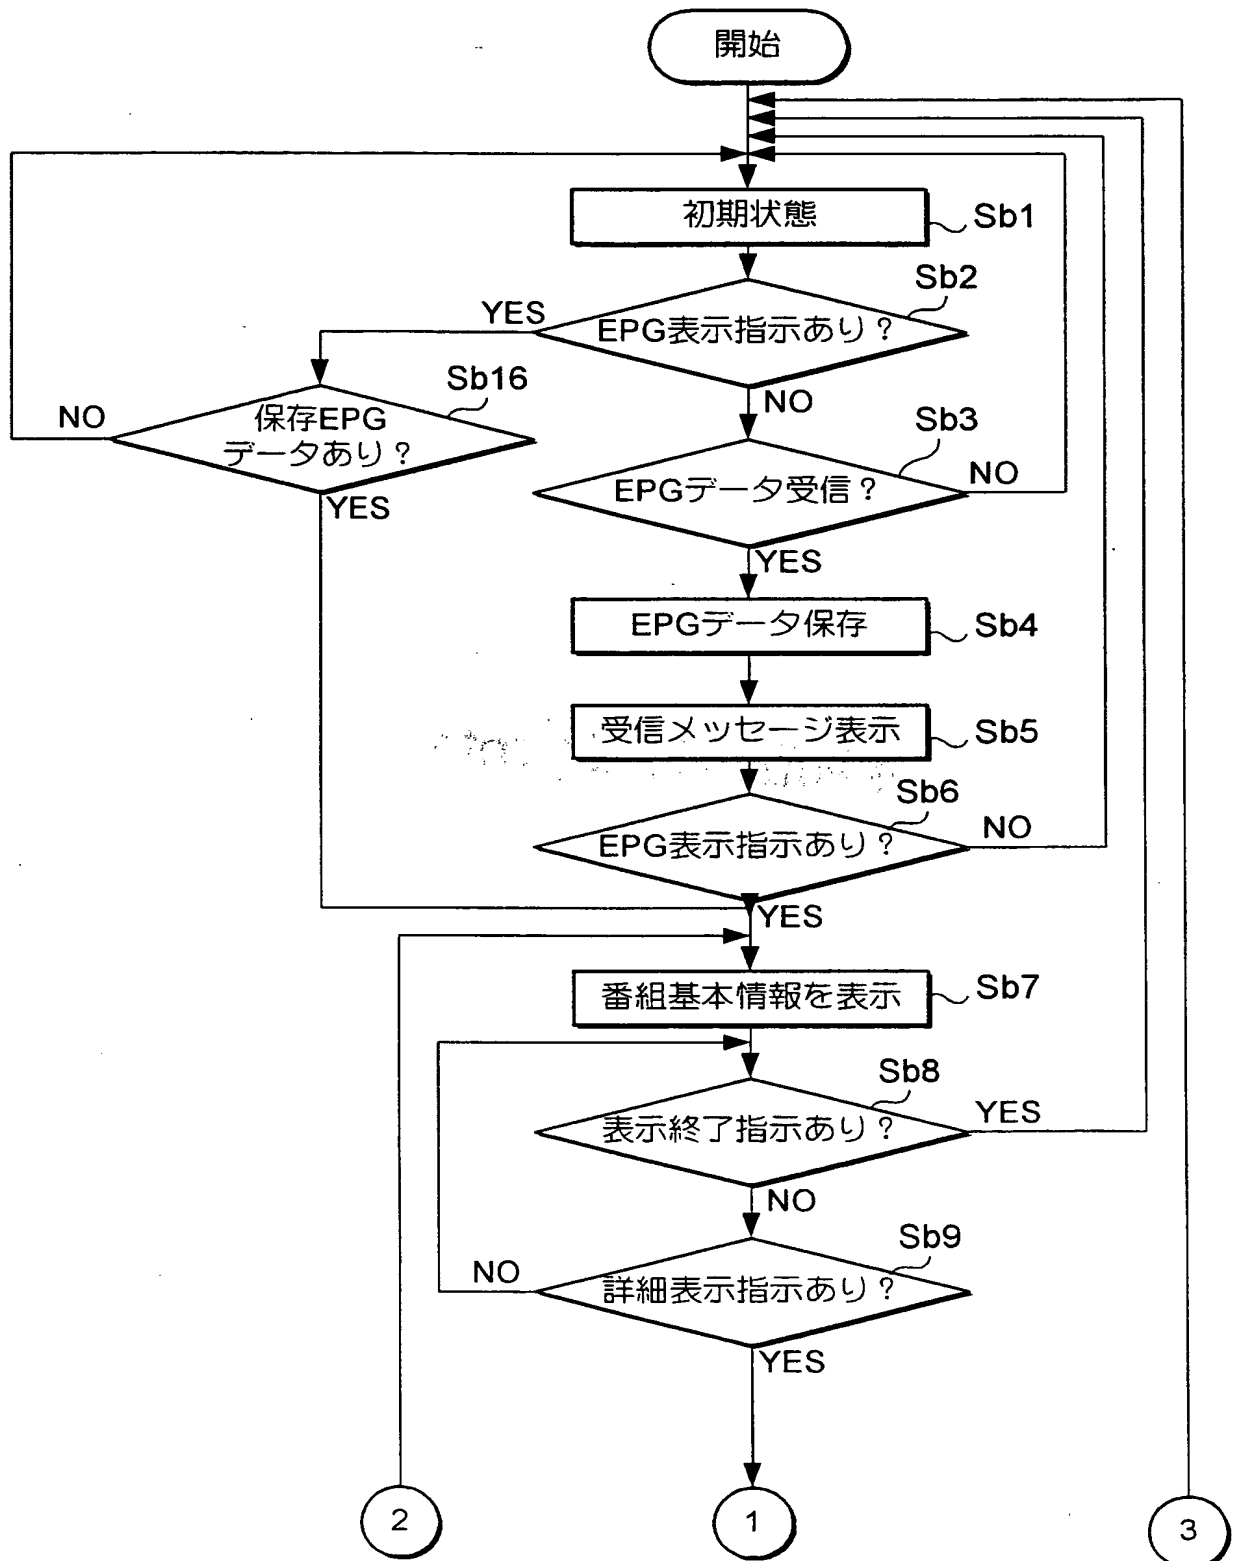 開始
初期状態
Sb1
Sb2
YES
EPG表示指示あり？
NO
Sb16
NO
保存EPG
データあり？
YES
Sb3
NO
EPGデータ受信？
YES
EPGデータ保存
Sb4
受信メッセージ表示
Sb5
Sb6
NO
EPG表示指示あり？
YES
番組基本情報を表示
Sb7
Sb8
YES
表示終了指示あり？
NO
Sb9
NO
詳細表示指示あり？
YES
2
1
3